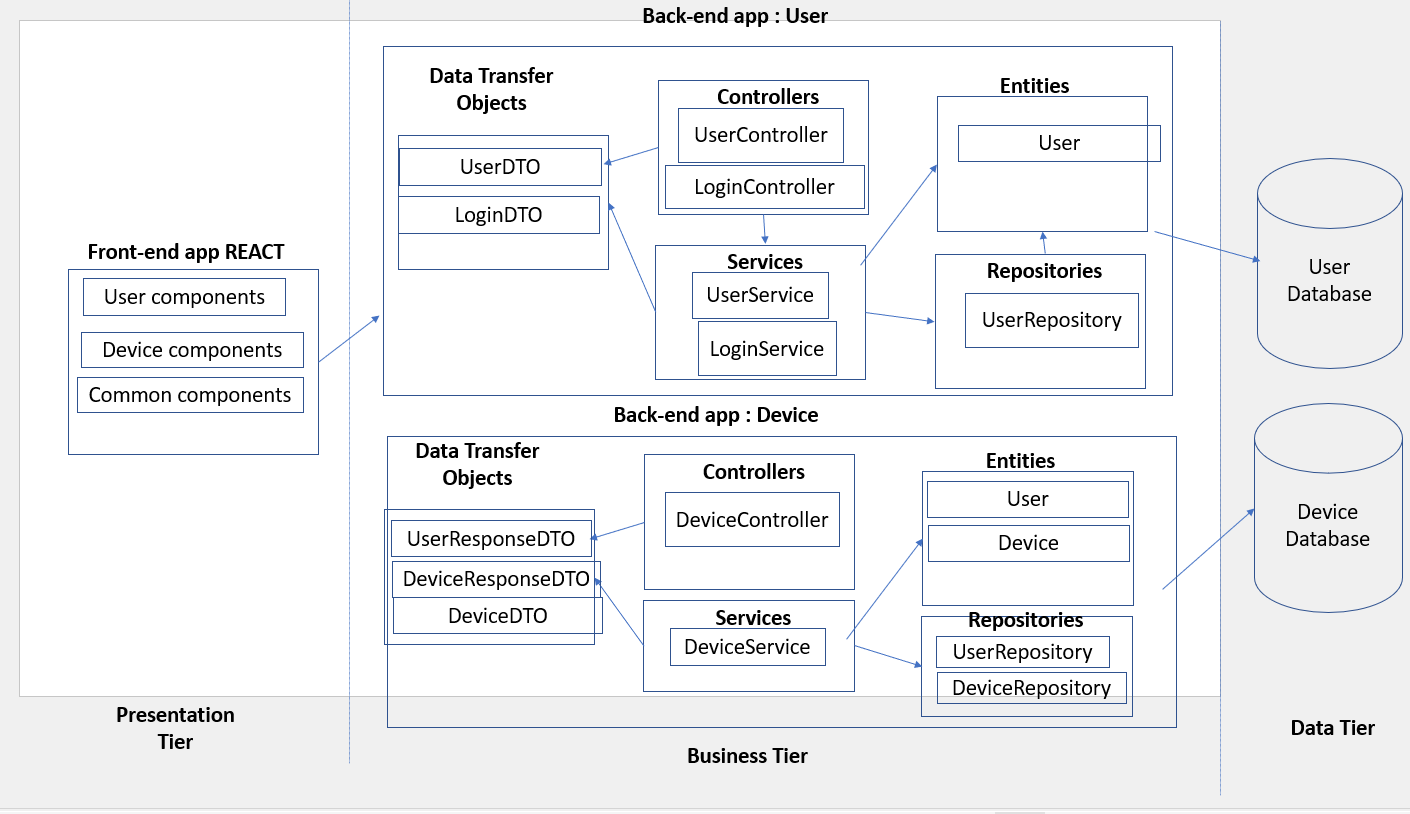 Back-end app : User
Data Transfer
Objects
UserDTO
LoginDTO
Controllers
UserController
LoginController
Services
UserService
LoginService
Entities
User
Repositories
UserRepository
User
Database
Front-end app REACT
User components
Device components
Common components
Back-end app : Device
Data Transfer
Objects
UserResponseDTO
DeviceResponseDTO
DeviceDTO
Controllers
DeviceController
Services
DeviceService
Entities
User
Device
Repositories
UserRepository
DeviceRepository
Device
Database
Presentation
Tier
Business Tier
Data Tier